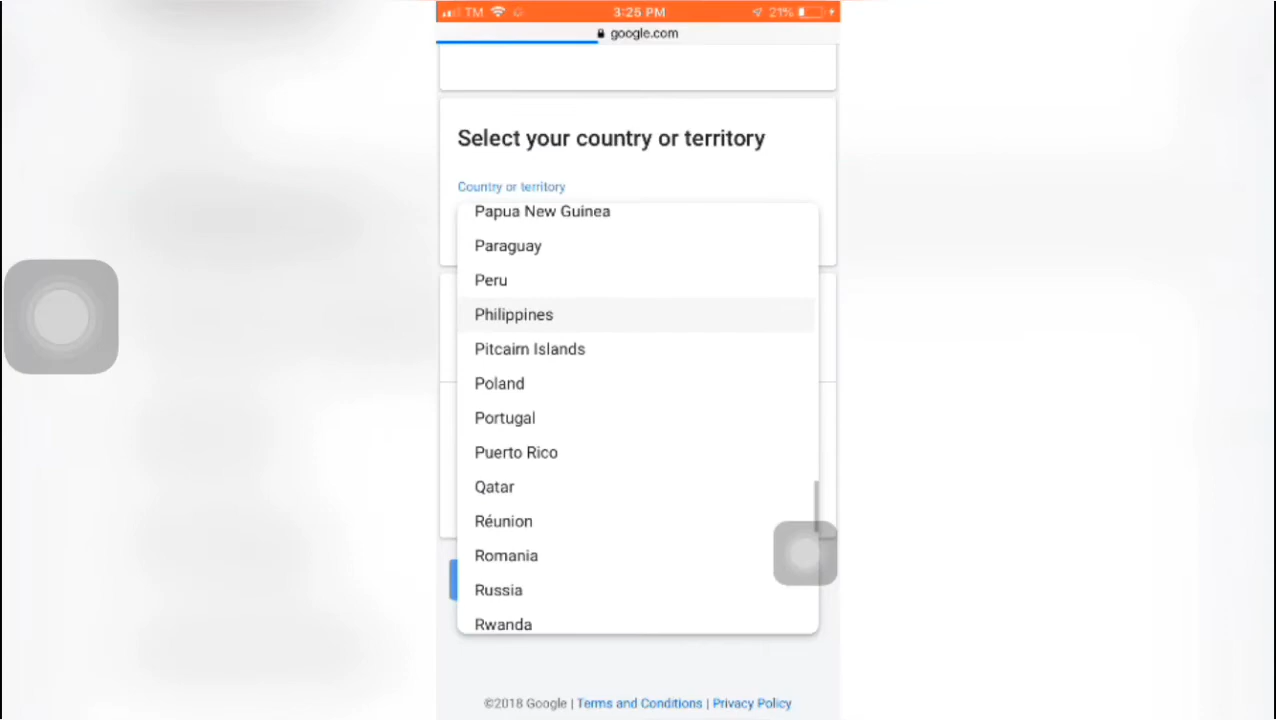 TM 3:25 PM 21%
google.com
Select your country or territory
Country or territory
Papua New Guinea
Paraguay
Peru
Philippines
Pitcairn Islands
Poland
Portugal
Puerto Rico
Qatar
Réunion
Romania
Russia
Rwanda
©2018 Google | Terms and Conditions | Privacy Policy